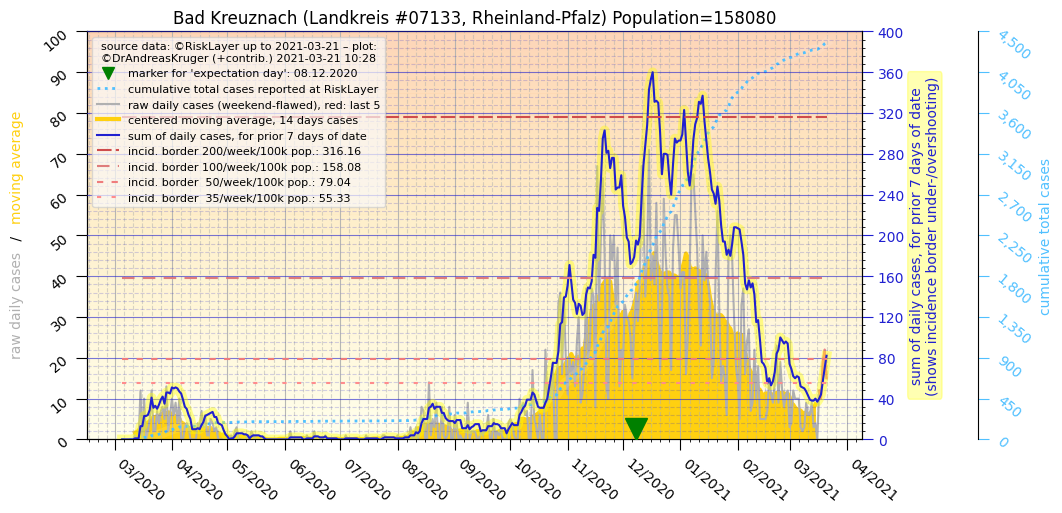 Bad Kreuznach (Landkreis #07133, Rheinland-Pfalz) Population=158080
source data: ©RiskLayer up to 2021-03-21 – plot:
©DrAndreasKruger (+contrib.) 2021-03-21 10:28
marker for 'expectation day': 08.12.2020
cumulative total cases reported at RiskLayer
raw daily cases (weekend-flawed), red: last 5
centered moving average, 14 days cases
sum of daily cases, for prior 7 days of date
incid. border 200/week/100k pop.: 316.16
incid. border 100/week/100k pop.: 158.08
incid. border  50/week/100k pop.: 79.04
incid. border  35/week/100k pop.: 55.33
raw daily cases / moving average
100
90
80
70
60
50
40
30
20
10
0
03/2020
04/2020
05/2020
06/2020
07/2020
08/2020
09/2020
10/2020
11/2020
12/2020
01/2021
02/2021
03/2021
04/2021
400
360
320
280
240
200
160
120
80
40
0
sum of daily cases, for prior 7 days of date
(shows incidence border under-/overshooting)
4,500
4,050
3,600
3,150
2,700
2,250
1,800
1,350
900
450
0
cumulative total cases